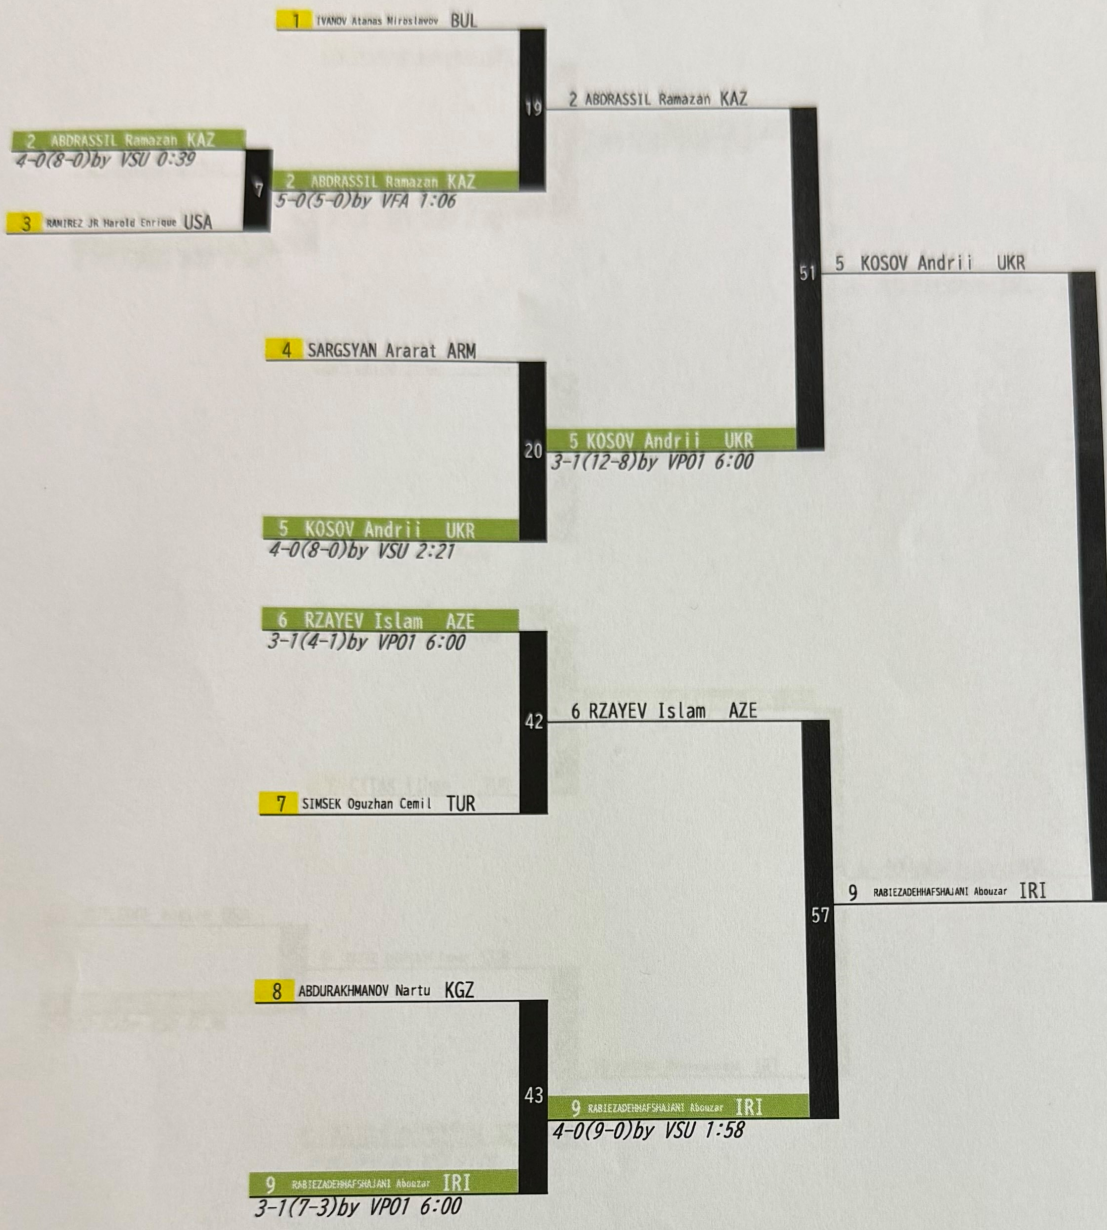 1 IVANOV Atanas Miroslavov BUL
19
2 ABDRASSIL Ramazan KAZ
2 ABDRASSIL Ramazan KAZ
4-0(8-0)by VSU 0:39
7
2 ABDRASSIL Ramazan KAZ
5-0(5-0)by VFA 1:06
3 RAMIREZ JR Harold Enrique USA
51
5 KOSOV Andrii UKR
4 SARGSYAN Ararat ARM
20
5 KOSOV Andrii UKR
3-1(12-8)by VPO1 6:00
5 KOSOV Andrii UKR
4-0(8-0)by VSU 2:21
6 RZAYEV Islam AZE
3-1(4-1)by VPO1 6:00
42
6 RZAYEV Islam AZE
7 SIMSEK Oguzhan Cemil TUR
57
9 RABIEZADEHHAFSHAJANI Abouzar IRI
8 ABDURAKHMANOV Nartu KGZ
43
9 RABIEZADEHHAFSHAJANI Abouzar IRI
4-0(9-0)by VSU 1:58
9 RABIEZADEHHAFSHAJANI Abouzar IRI
3-1(7-3)by VPO1 6:00